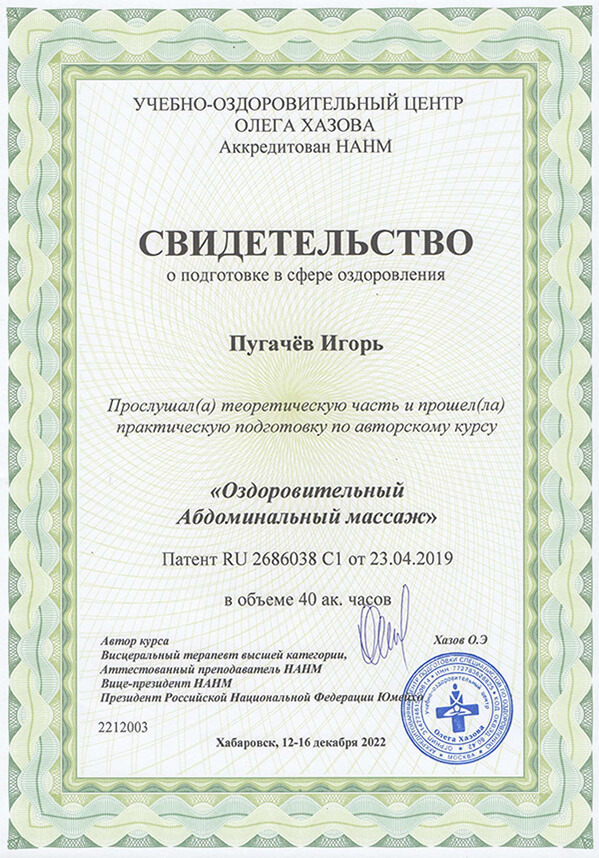 УЧЕБНО-ОЗДОРОВИТЕЛЬНЫЙ ЦЕНТР
ОЛЕГА ХАЗОВА
Аккредитован НАНМ
СВИДЕТЕЛЬСТВО
о подготовке в сфере оздоровления
Пугачёв Игорь
Прослушал(а) теоретическую часть и прошел(ла)
практическую подготовку по авторскому курсу
«Оздоровительный
Абдоминальный массаж»
Патент RU 2686038 C1 от 23.04.2019
в объеме 40 ак. часов
Автор курса Хазов О.Э
Висцеральный терапевт высшей категории,
Аттестованный преподаватель НАНМ
Вице-президент НАНМ
Президент Российской Национальной Федерации
2212003
Хабаровск, 12-16 декабря 2022
Учебно-оздоровительный центр
Олега Хазова
МОСКВА